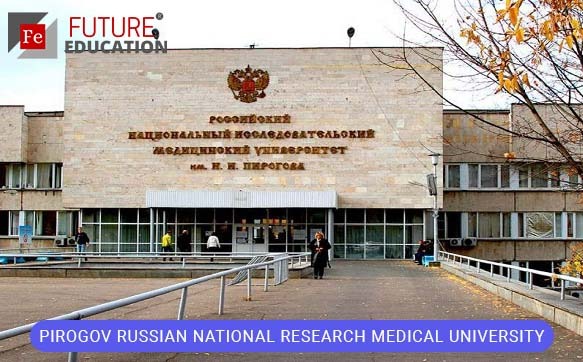 Fe
FUTURE®
EDUCATION
РОССИЙСКИЙ
НАЦИОНАЛЬНЫЙ ИССЛЕДОВАТЕЛЬСКИЙ
МЕДИЦИНСКИЙ УНИВЕРСИТЕТ
ИМ. Н. И. ПИРОГОВА
PIROGOV RUSSIAN NATIONAL RESEARCH MEDICAL UNIVERSITY